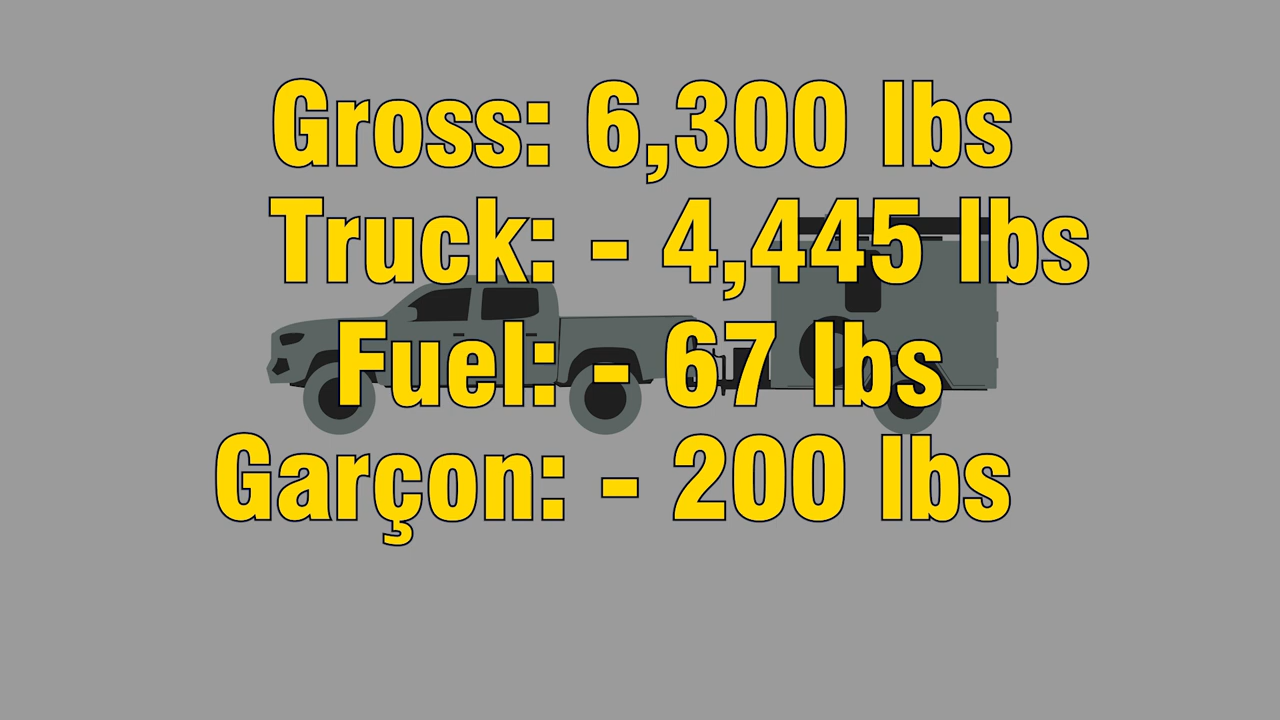 Gross: 6,300 lbs
Truck: - 4,445 lbs
Fuel: - 67 lbs
Garçon: - 200 lbs